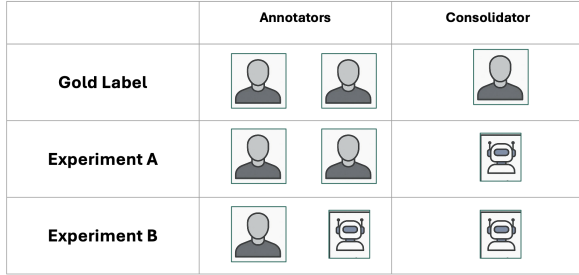 Annotators Consolidator
Gold Label
Experiment A
Experiment B